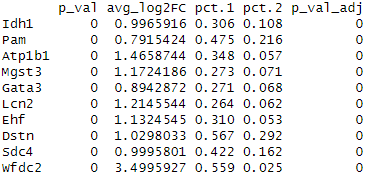 p_val avg_log2FC pct.1 pct.2 p_val_adj
Idh1 0 0.9965916 0.306 0.108 0
Pam 0 0.7915424 0.475 0.216 0
Atp1b1 0 1.4658744 0.348 0.057 0
Mgst3 0 1.1724186 0.273 0.071 0
Gata3 0 0.8942872 0.271 0.068 0
Lcn2 0 1.2145544 0.264 0.062 0
Ehf 0 1.1324545 0.310 0.053 0
Dstn 0 1.0298033 0.567 0.292 0
Sdc4 0 0.9995801 0.422 0.162 0
Wfdc2 0 3.4995927 0.559 0.025 0